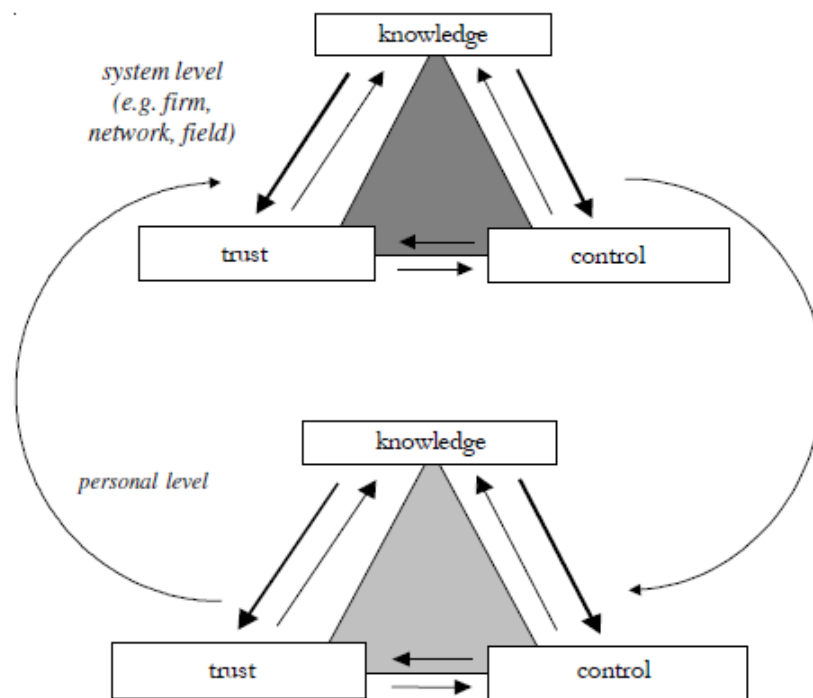 knowledge
system level
(e.g. firm,
network, field)
trust
control
knowledge
personal level
trust
control